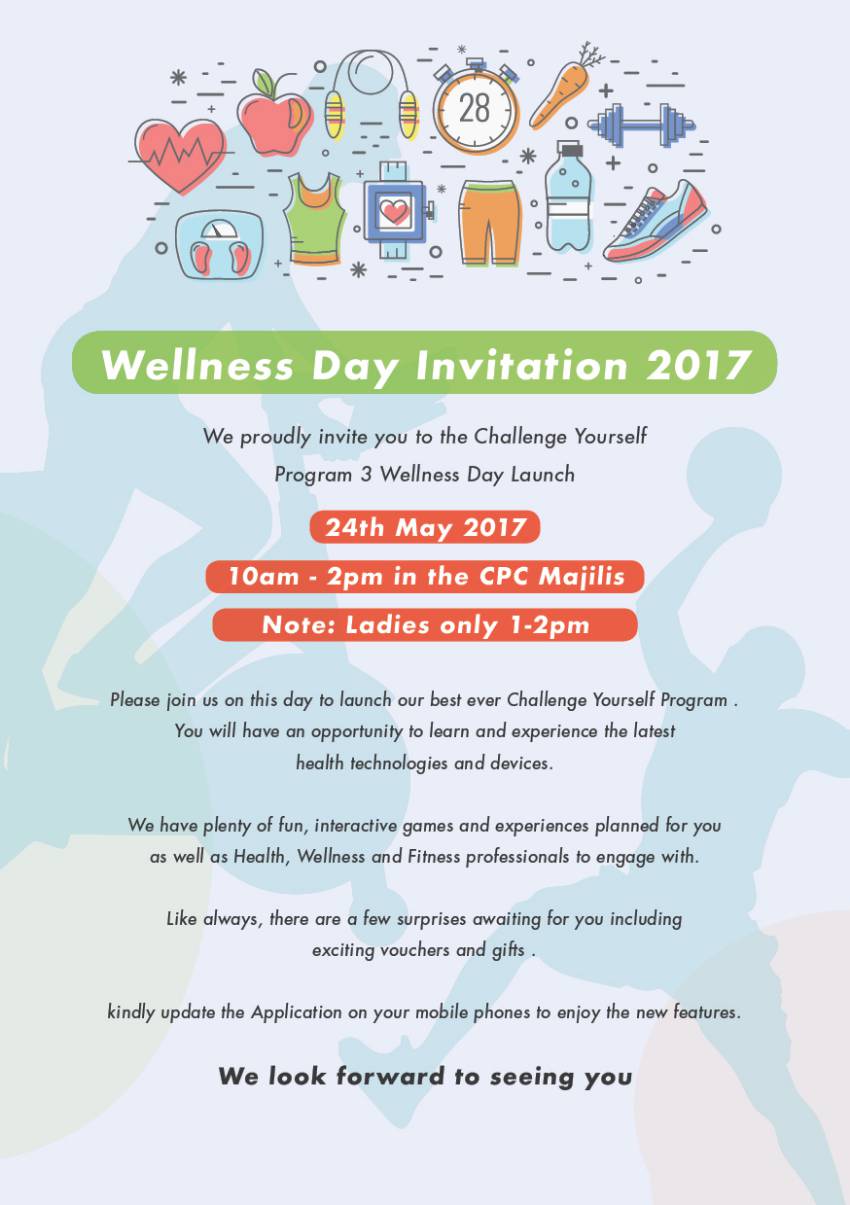 28
Wellness Day Invitation 2017
We proudly invite you to the Challenge Yourself
Program 3 Wellness Day Launch
24th May 2017
10am - 2pm in the CPC Majilis
Note: Ladies only 1-2pm
Please join us on this day to launch our best ever Challenge Yourself Program .
You will have an opportunity to learn and experience the latest
health technologies and devices.
We have plenty of fun, interactive games and experiences planned for you
as well as Health, Wellness and Fitness professionals to engage with.
Like always, there are a few surprises awaiting for you including
exciting vouchers and gifts .
kindly update the Application on your mobile phones to enjoy the new features.
We look forward to seeing you